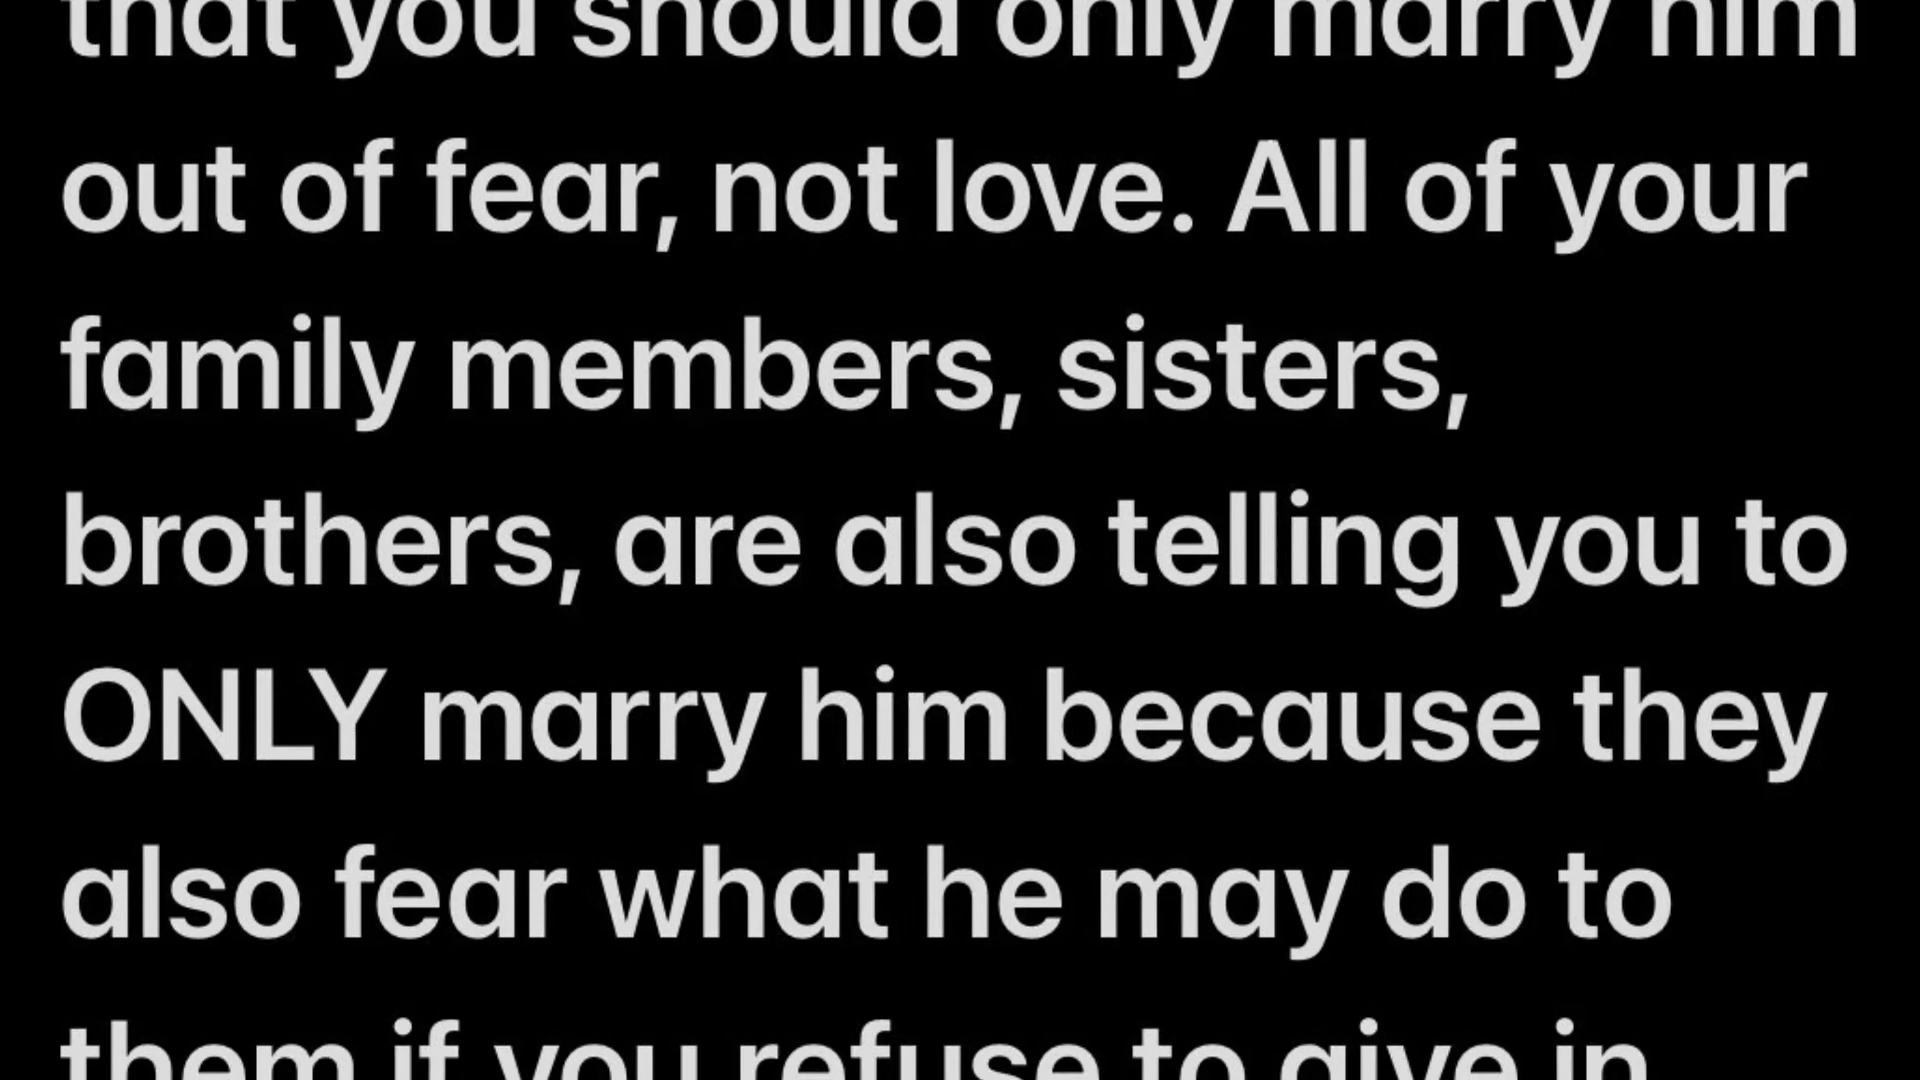 that you should only marry him
out of fear, not love. All of your
family members, sisters,
brothers, are also telling you to
ONLY marry him because they
also fear what he may do to
them if you refuse to give in